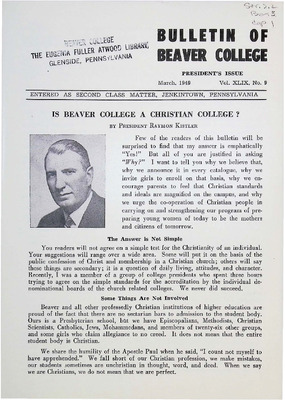 BEAVER COLLEGE
THE EUGENIA FULLER ATWOOD LIBRARY
GLENSIDE, PENNSYLVANIA
BULLETIN OF
BEAVER COLLEGE
PRESIDENT'S ISSUE
March, 1949 Vol. XLIX, No. 9
ENTERED AS SECOND CLASS MATTER, JENKINTOWN, PENNSYLVANIA
IS BEAVER COLLEGE A CHRISTIAN COLLEGE?
BY PRESIDENT RAYMON KISTLER
Few of the readers of this bulletin will be
surprised to find that my answer is emphatically
"Yes!" But all of you are justified in asking
"Why?" I want to tell you why we believe that,
why we announce it in every catalogue, why we
invite girls to enroll on that basis, why we en-
courage parents to feel that Christian standards
and ideals are magnified on the campus, and why
we urge the co-operation of Christian people in
carrying on and strengthening our program of pre-
paring young women of today to be the mothers
and citizens of tomorrow.
The Answer is Not Simple
You readers will not agree on a simple test for the Christianity of an individual.
Your suggestions will range over a wide area. Some will put it on the basis of the
public confession of Christ and membership in a Christian church; others will say
these things are secondary; it is a question of daily living, attitudes, and character.
Recently, I was a member of a group of college presidents who spent three hours
trying to agree on the simple standards for the accreditation by the individual de-
nominational boards of the church related colleges. We never did succeed.
Some Things Are Not Involved
Beaver and all other professedly Christian institutions of higher education are
proud of the fact that there are no sectarian bars to admission to the student body.
Ours is a Presbyterian school, but we have Episcopalians, Methodists, Christian
Scientists, Catholics, Jews, Mohammedans, and members of twenty-six other groups,
and some girls who claim allegiance to no creed. It does not mean that the entire
student body is Christian.
We share the humility of the Apostle Paul when he said, "I count not myself to
have apprehended." We fall short of our Christian profession, we make mistakes,
our students sometimes are unchristian in thought, word, and deed. When we say
we are Christians, we do not mean that we are perfect.